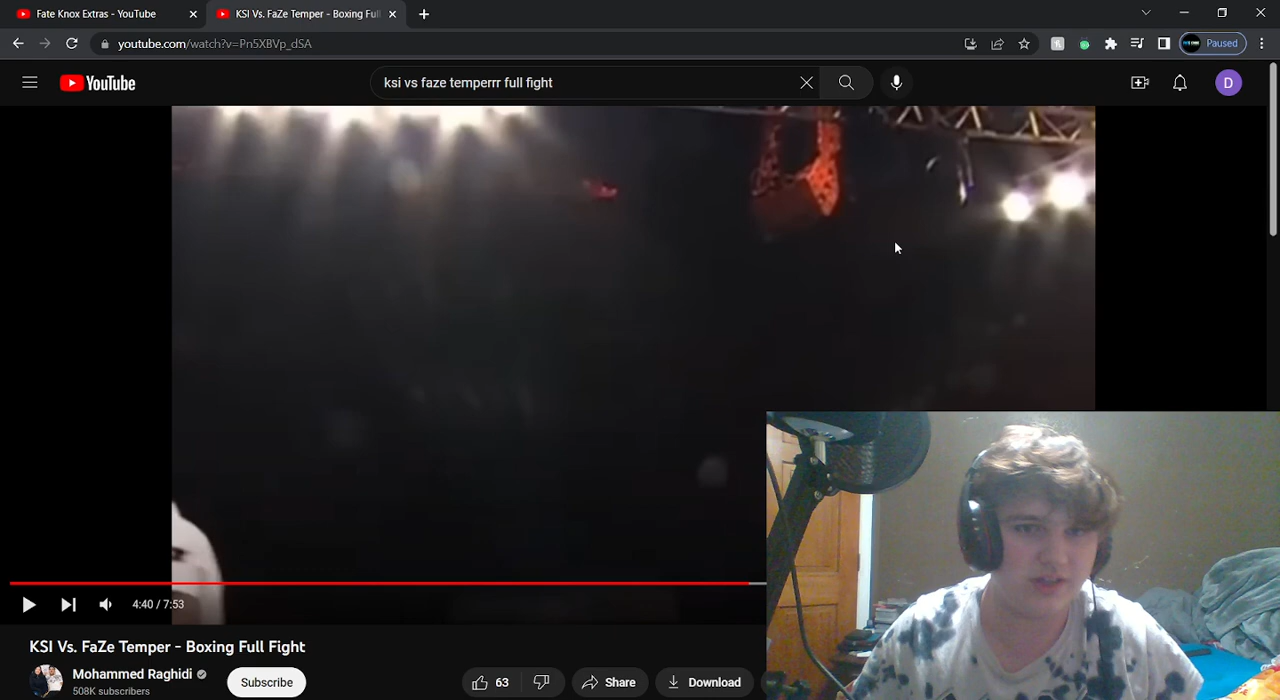 Fate Knox Extras - YouTube
KSI Vs. FaZe Temper - Boxing Full
youtube.com/watch?v=Pn5XBVp_dSA
Paused
YouTube
ksi vs faze temperrr full fight
D
4:40 / 7:53
KSI Vs. FaZe Temper - Boxing Full Fight
Mohammed Raghidi
508K subscribers
Subscribe
63
Share
Download